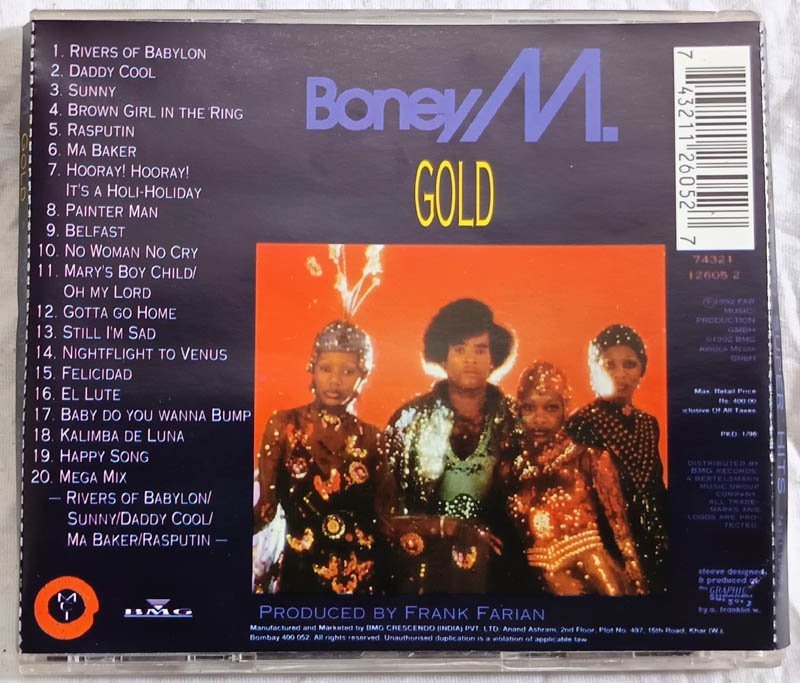 1. RIVERS OF BABYLON
2. DADDY COOL
3. SUNNY
4. BROWN GIRL IN THE RING
5. RASPUTIN
6. MA BAKER
7. HOORAY! HOORAY!
IT'S A HOLI-HOLIDAY
8. PAINTER MAN
9. BELFAST
10. NO WOMAN NO CRY
11. MARY'S BOY CHILD/
OH MY LORD
12. GOTTA GO HOME
13. STILL I'M SAD
14. NIGHTFLIGHT TO VENUS
15. FELICIDAD
16. EL LUTE
17. BABY DO YOU WANNA BUMP
18. KALIMBA DE LUNA
19. HAPPY SONG
20. MEGA MIX
— RIVERS OF BABYLON/
SUNNY/DADDY COOL/
MA BAKER/RASPUTIN —
Boney M.
GOLD
7 43211 26052 7
74321
12605 2
℗1992 FAR
MUSIC-
PRODUCTION
GMBH
©1992 BMG
ARIOLA MEDIA
GMBH
Max. Retail Price
Rs. 400.00
nclusive Of All Taxes.
PKD. 1/96
DISTRIBUTED BY
BMG RECORDS,
A BERTELSMANN
MUSIC GROUP
COMPANY.
ALL TRADE-
MARKS AND
LOGOS ARE PRO-
TECTED.
sleeve designed
& produced at
the GRAPHIC
by a. franklin w.
MCI
BMG
PRODUCED BY FRANK FARIAN
Manufactured and Marketed by BMG CRESCENDO (INDIA) PVT. LTD. Anand Ashram, 2nd Floor, Plot No. 497, 16th Road, Khar (W.),
Bombay 400 052. All rights reserved. Unauthorised duplication is a violation of applicable law.
GOLD
HITS